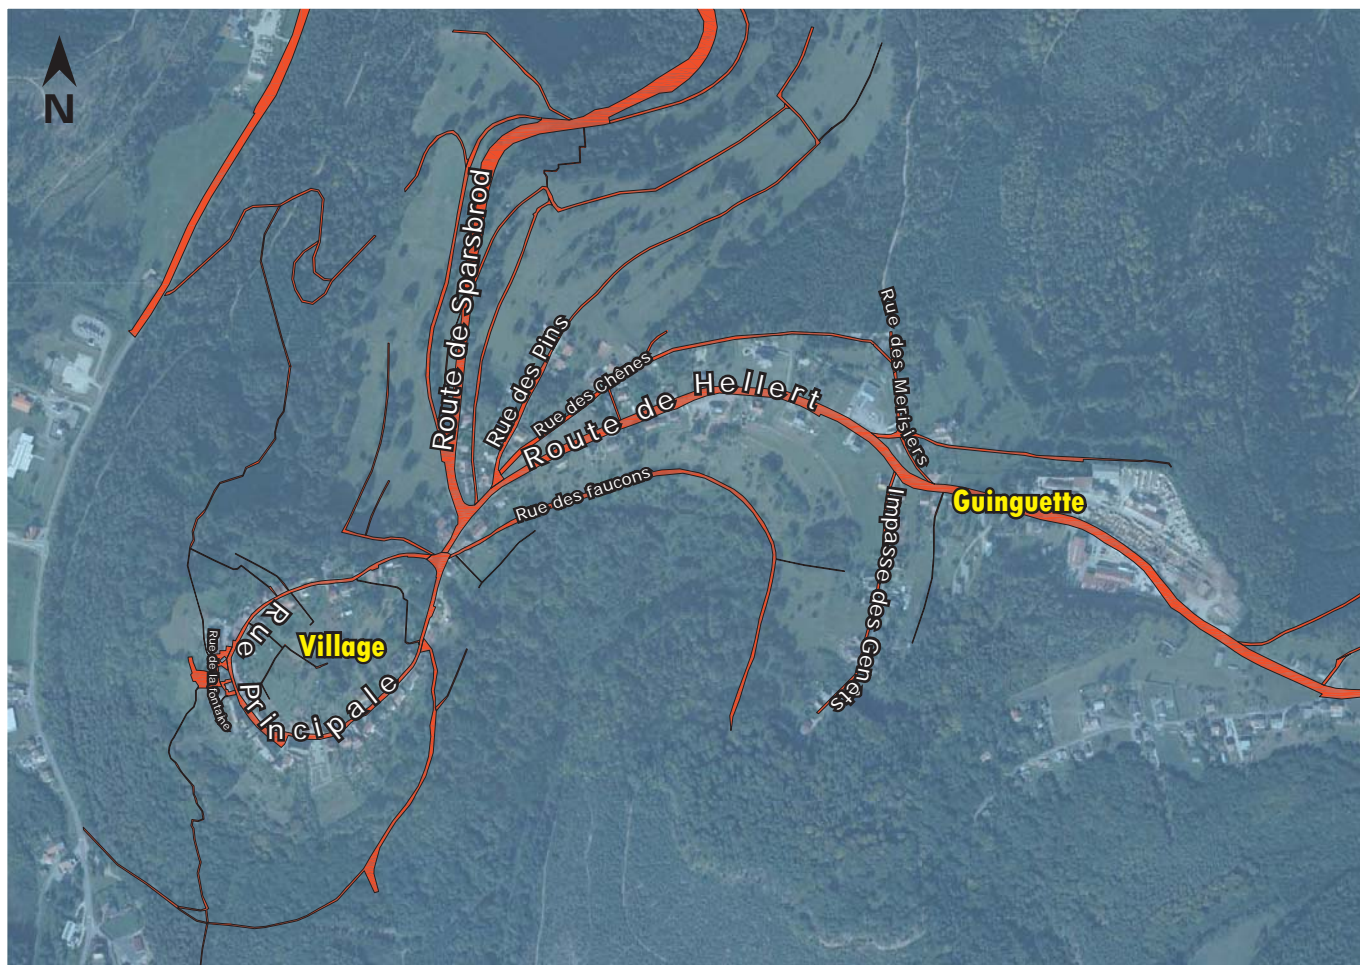 N
Route de Sparsbrod
Rue des Pins
Rue des Chênes
Route de Hellert
Rue des Merisiers
Rue des faucons
Guinguette
Impasse des Genêts
Village
Rue Principale
Rue de la fontaine